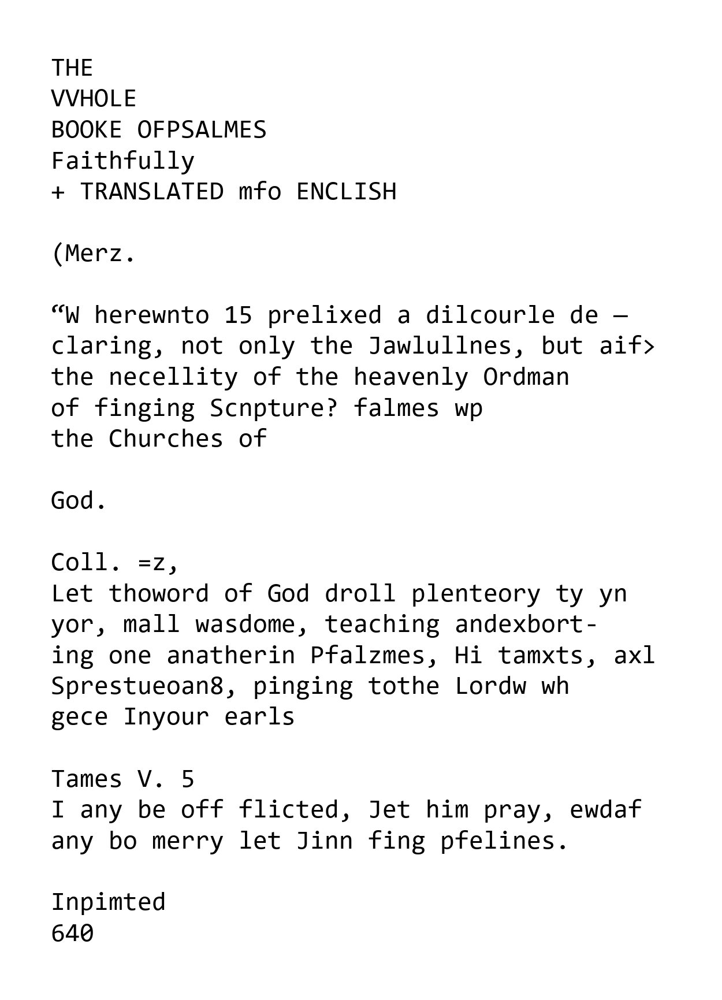 THE
VVHOLE
BOOKE OFPSALMES
Faithfully
+ TRANSLATED mfo ENCLISH
(Merz.
“W herewnto 15 prelixed a dilcourle de —
claring, not only the Jawlullnes, but aif>
the necellity of the heavenly Ordman
of finging Scnpture? falmes wp
the Churches of
God.
Coll. =z,
Let thoword of God droll plenteory ty yn
yor, mall wasdome, teaching andexbort-
ing one anatherin Pfalzmes, Hi tamxts, axl
Sprestueoan8, pinging tothe Lordw wh
gece Inyour earls
Tames V. 5
I any be off flicted, Jet him pray, ewdaf
any bo merry let Jinn fing pfelines.
Inpimted
640